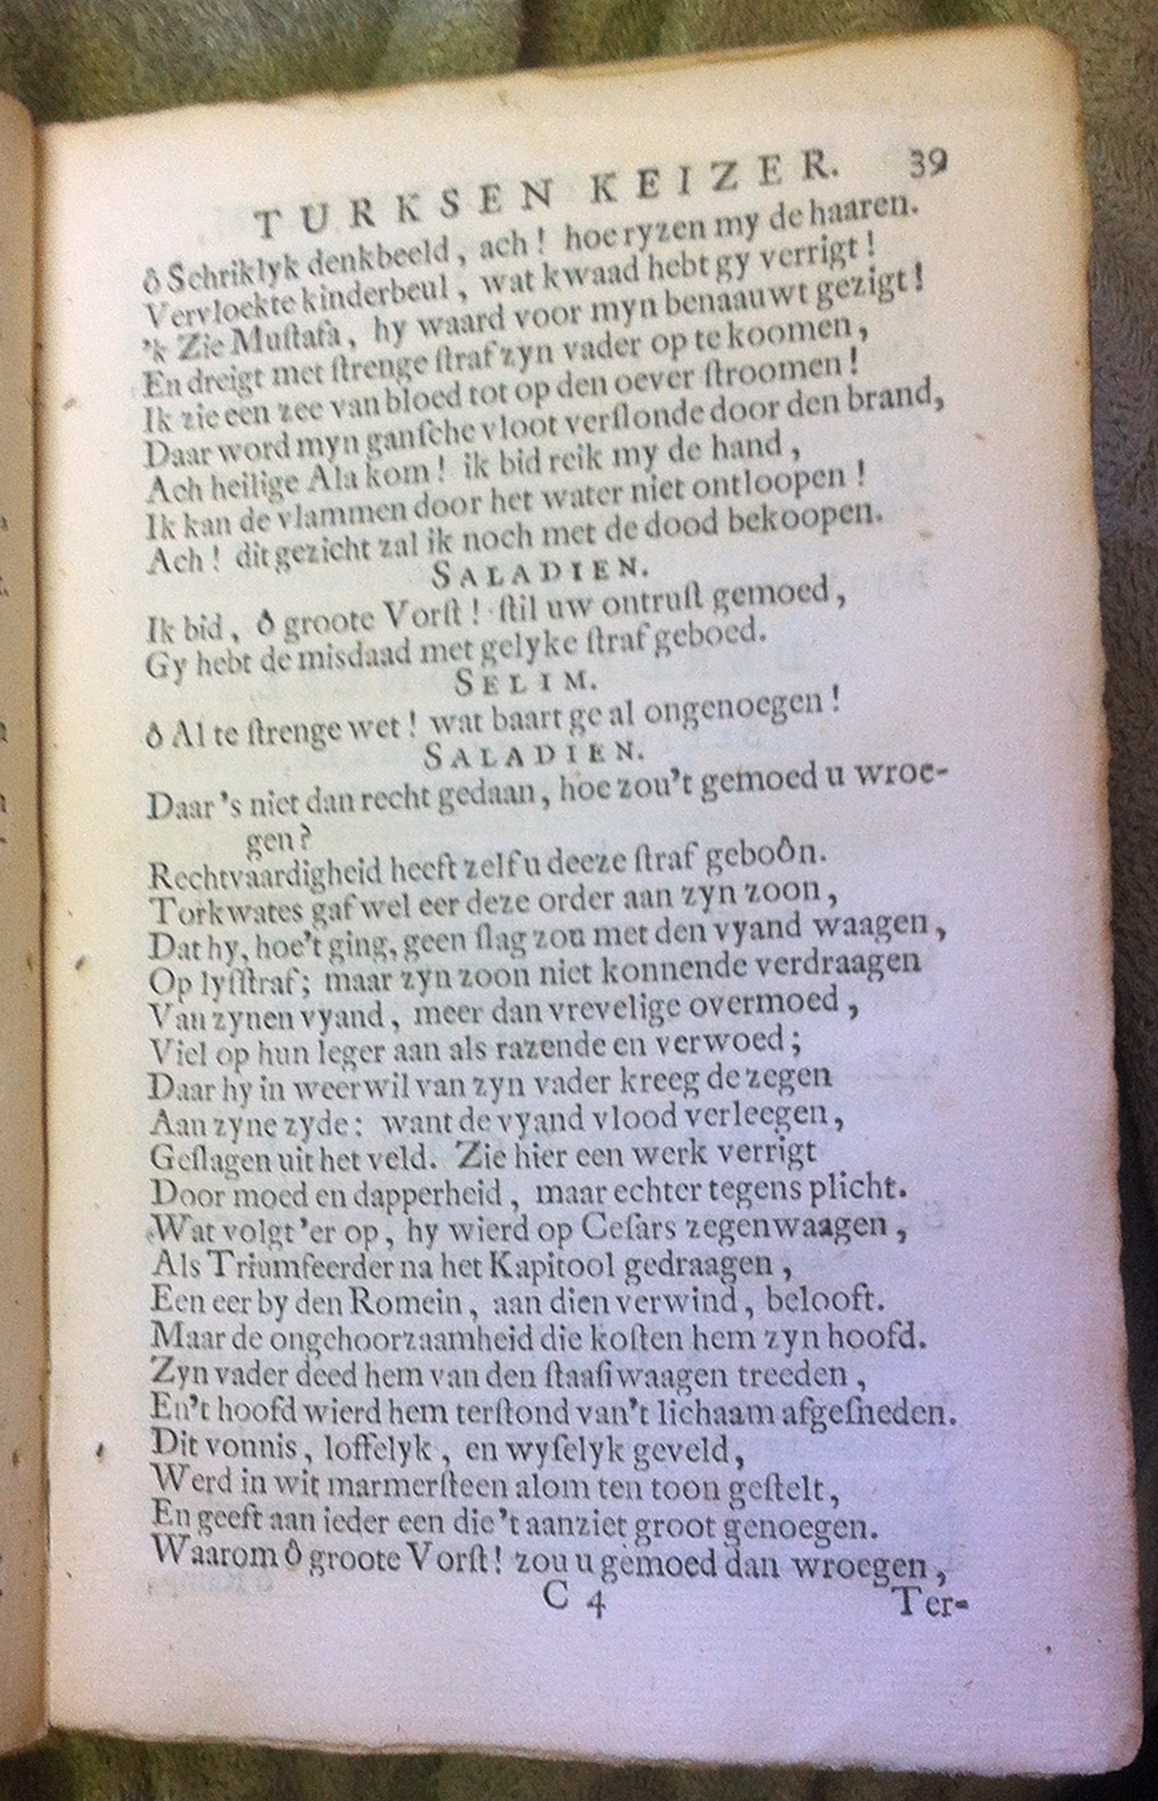 TURKSEN KEIZER. 39
ô Schriklyk denkbeeld, ach! hoe ryzen my de haaren.
Vervloekte kinderbeul, wat kwaad hebt gy verrigt!
'k Zie Muſtafa, hy waard voor myn benaauwt gezigt!
En dreigt met ſtrenge ſtraf zyn vader op te koomen,
Ik zie een zee van bloed tot op den oever ſtroomen!
Daar word myn ganſche vloot verſlonde door den brand,
Ach heilige Ala kom! ik bid reik my de hand,
Ik kan de vlammen door het water niet ontloopen!
Ach! dit gezicht zal ik noch met de dood bekoopen.
SALADIEN.
Ik bid, ô groote Vorſt! ſtil uw ontruſt gemoed,
Gy hebt de misdaad met gelyke ſtraf geboed.
SELIM.
ô Al te ſtrenge wet! wat baart ge al ongenoegen!
SALADIEN.
Daar 's niet dan recht gedaan, hoe zou't gemoed u wroe-
gen?
Rechtvaardigheid heeft zelf u deeze ſtraf geboôn.
Torkwates gaf wel eer deze order aan zyn zoon,
Dat hy, hoe't ging, geen ſlag zou met den vyand waagen,
Op lyfſtraf; maar zyn zoon niet konnende verdraagen
Van zynen vyand, meer dan vrevelige overmoed,
Viel op hun leger aan als razende en verwoed;
Daar hy in weerwil van zyn vader kreeg de zegen
Aan zyne zyde: want de vyand vlood verleegen,
Geſlagen uit het veld. Zie hier een werk verrigt
Door moed en dapperheid, maar echter tegens plicht.
Wat volgt 'er op, hy wierd op Ceſars zegenwaagen,
Als Triumfeerder na het Kapitool gedraagen,
Een eer by den Romein, aan dien verwind, belooft.
Maar de ongehoorzaamheid die koſten hem zyn hoofd.
Zyn vader deed hem van den ſtaaſiwaagen treeden,
En't hoofd wierd hem terſtond van't lichaam afgeſneden.
Dit vonnis, loffelyk, en wyſelyk geveld,
Werd in wit marmerſteen alom ten toon geſtelt,
En geeft aan ieder een die 't aanziet groot genoegen.
Waarom ô groote Vorſt! zou u gemoed dan wroegen,
C 4 Ter-